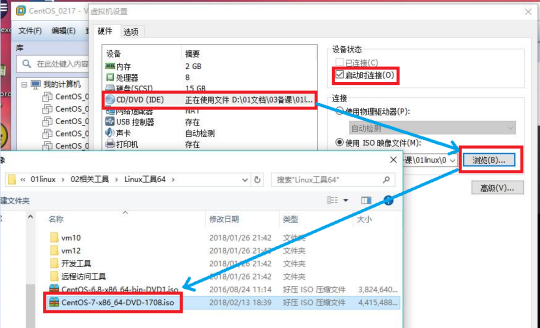 CentOS_0217 - V
虚拟机设置
文件(F) 编辑(E)
硬件 选项
库
在此处键入内容
我的计算机
CentOS_
CentOS_
CentOS_
CentOS_
CentOS_
设备 摘要
内存 2 GB
处理器 8
硬盘(SCSI) 15 GB
CD/DVD (IDE) 正在使用文件 D:\01文档\03备课\01l...
网络适配器 NAT
USB 控制器 存在
声卡 自动检测
打印机 存在
设备状态
已连接(C)
启动时连接(O)
连接
使用物理驱动器(P):
自动检测
使用 ISO 映像文件(M):
课\01linux\0
浏览(B)...
高级(V)...
像
« 01linux › 02相关工具 › Linux工具64 ›
搜索"Linux工具64"
建文件夹
名称 修改日期 类型 大小
vm10 2018/01/26 21:42 文件夹
vm12 2018/01/26 21:42 文件夹
开发工具 2018/01/26 21:42 文件夹
远程访问工具 2018/01/26 21:42 文件夹
CentOS-6.8-x86_64-bin-DVD1.iso 2016/08/24 11:14 好压 ISO 压缩文件 3,824,640...
CentOS-7-x86_64-DVD-1708.iso 2018/02/13 18:39 好压 ISO 压缩文件 4,415,488...